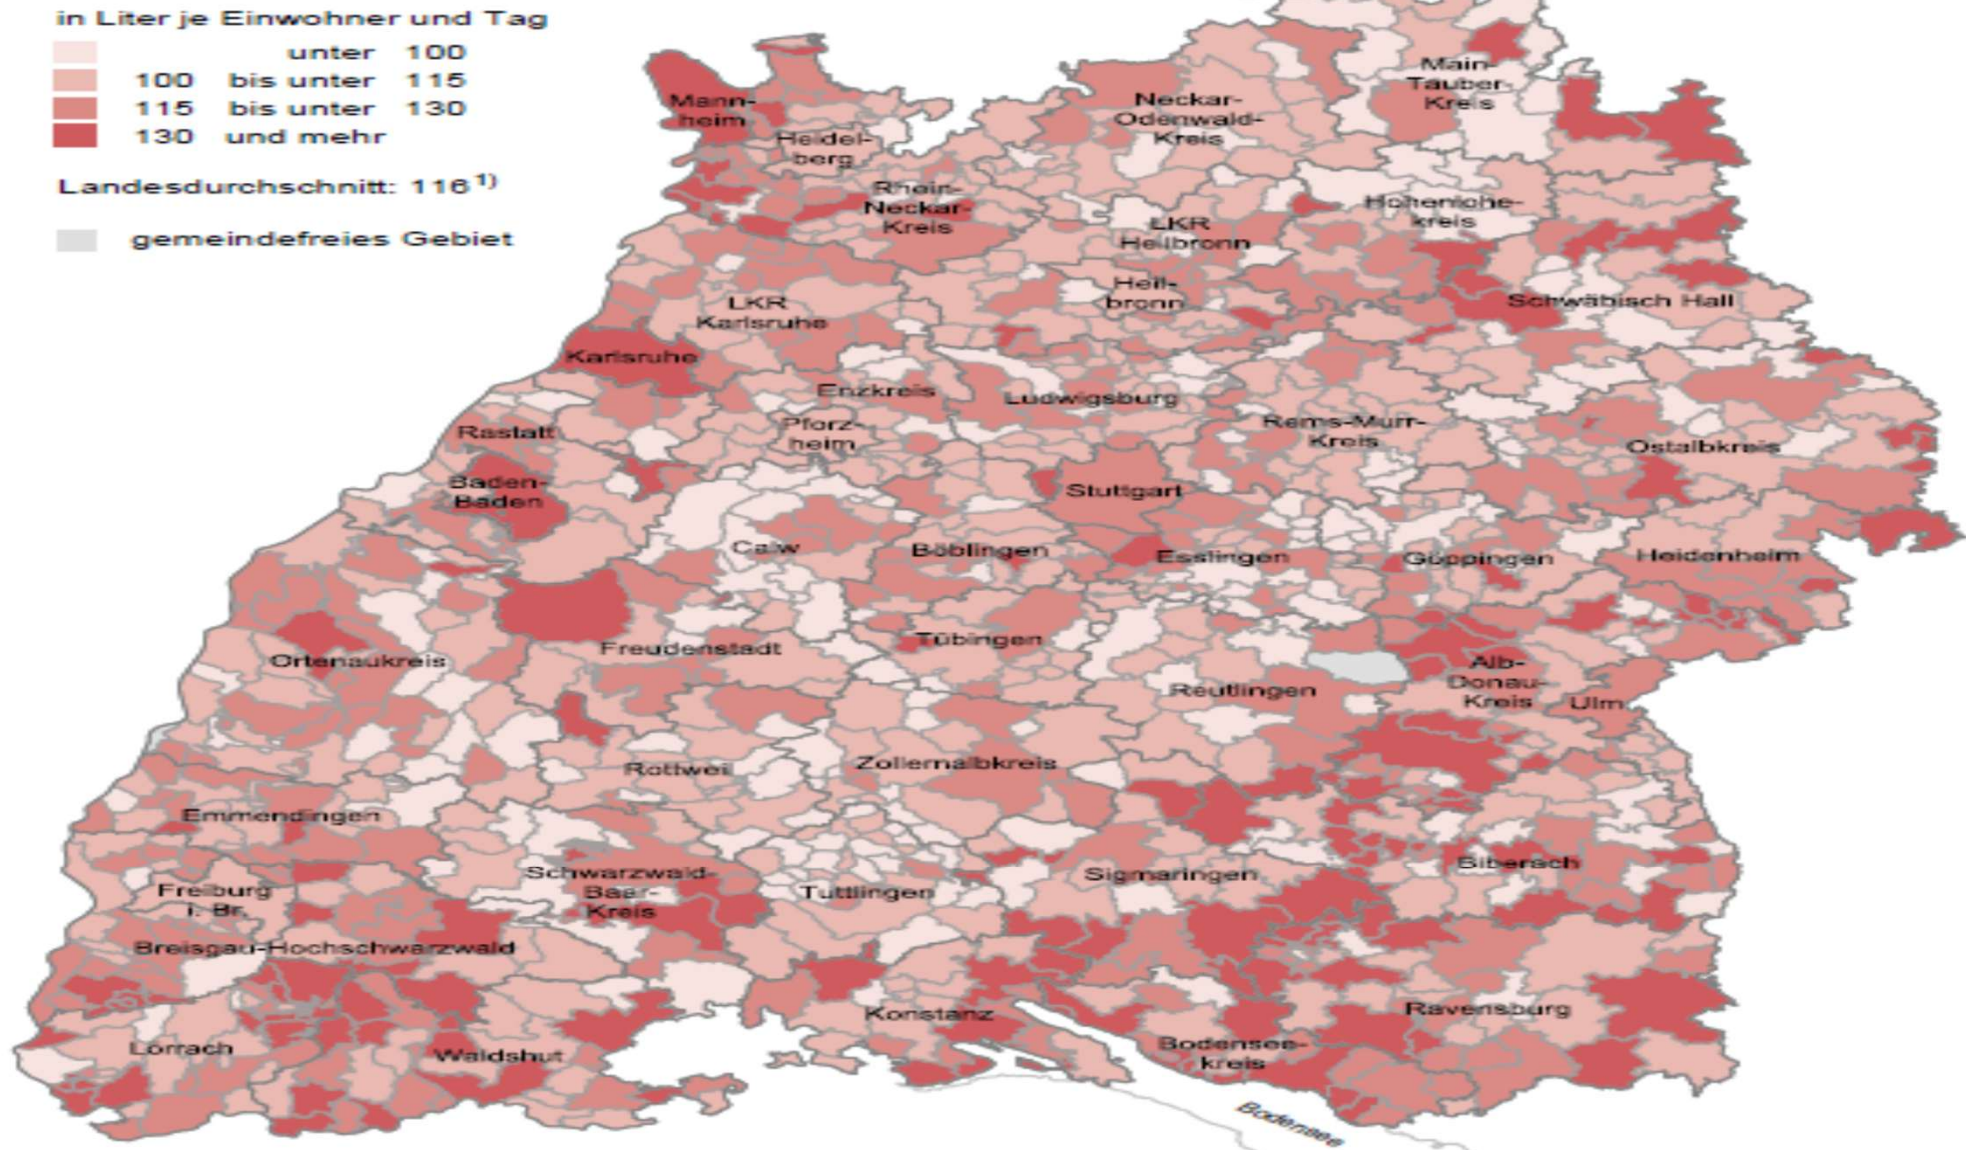 in Liter je Einwohner und Tag
unter 100
100 bis unter 115
115 bis unter 130
130 und mehr
Landesdurchschnitt: 116 1)
gemeindefreies Gebiet
Main-
Tauber-
Kreis
Mann-
heim
Neckar-
Odenwald-
Kreis
Heidel-
berg
Rhein-
Neckar-
Kreis
Hohenlohe-
kreis
LKR
Heilbronn
Heil-
bronn
Schwäbisch Hall
LKR
Karlsruhe
Karlsruhe
Enzkreis
Ludwigsburg
Rastatt
Pforz-
heim
Rems-Murr-
Kreis
Ostalbkreis
Baden-
Baden
Stuttgart
Calw
Böblingen
Esslingen
Göppingen
Heidenheim
Ortenaukreis
Freudenstadt
Tübingen
Reutlingen
Alb-
Donau-
Kreis
Ulm
Rottweil
Zollernalbkreis
Emmendingen
Freiburg
i. Br.
Schwarzwald-
Baar-
Kreis
Tuttlingen
Sigmaringen
Biberach
Breisgau-Hochschwarzwald
Konstanz
Ravensburg
Lörrach
Waldshut
Bodensee-
kreis
Bodensee